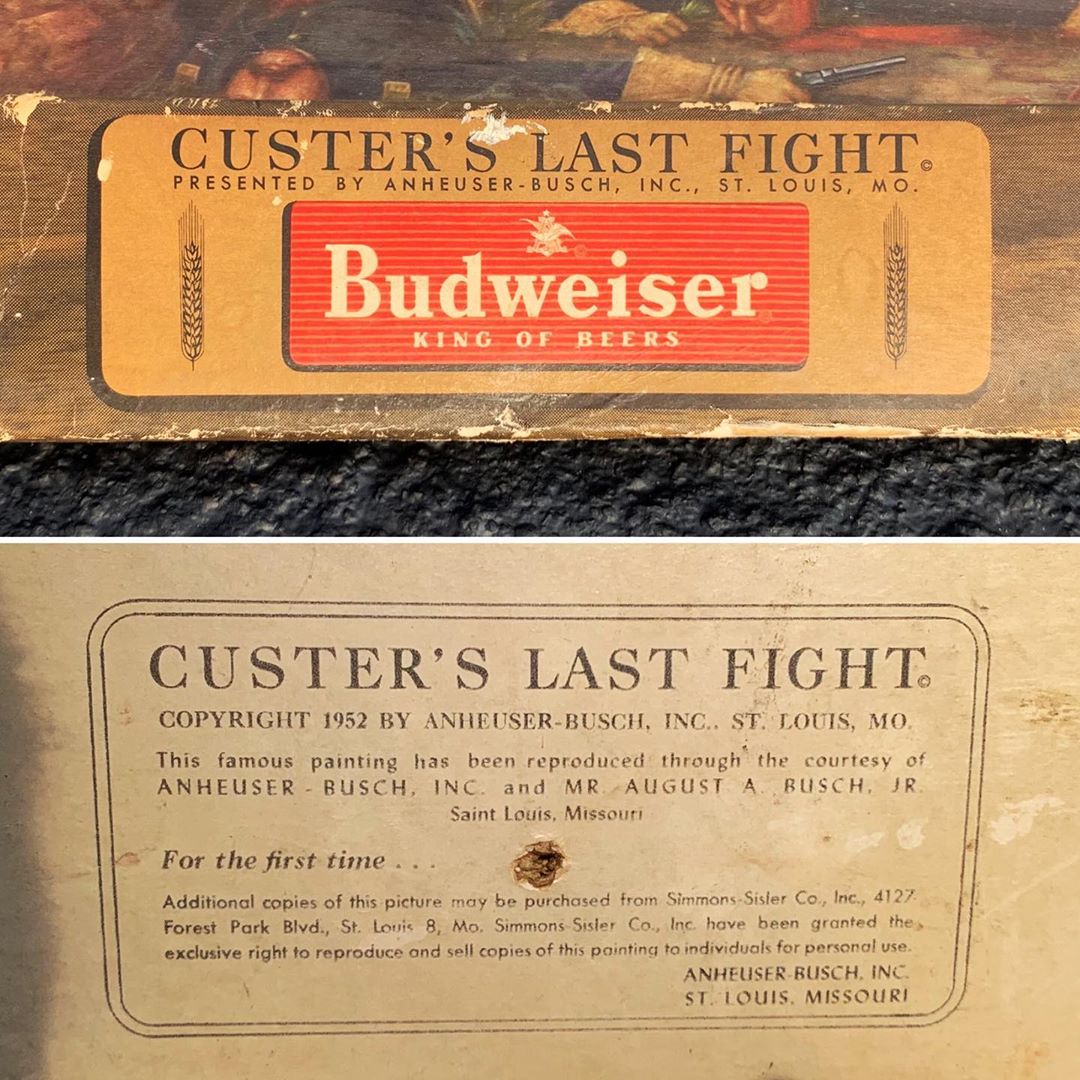 CUSTER'S LAST FIGHT©
PRESENTED BY ANHEUSER-BUSCH, INC., ST. LOUIS, MO.
Budweiser
KING OF BEERS
CUSTER'S LAST FIGHT©
COPYRIGHT 1952 BY ANHEUSER-BUSCH, INC., ST. LOUIS, MO.
This famous painting has been reproduced through the courtesy of
ANHEUSER - BUSCH, INC. and MR. AUGUST A. BUSCH, JR.
Saint Louis, Missouri
For the first time . . .
Additional copies of this picture may be purchased from Simmons-Sisler Co., Inc., 4127
Forest Park Blvd., St. Louis 8, Mo. Simmons-Sisler Co., Inc. have been granted the
exclusive right to reproduce and sell copies of this painting to individuals for personal use.
ANHEUSER-BUSCH, INC.
ST. LOUIS, MISSOURI